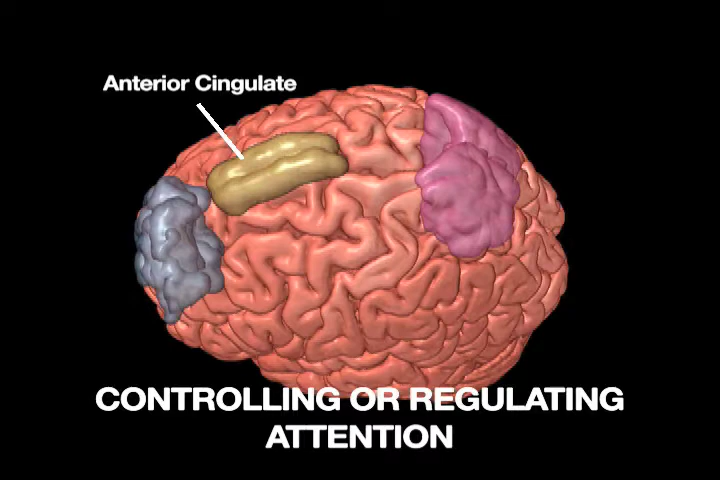 Anterior Cingulate
CONTROLLING OR REGULATING
ATTENTION